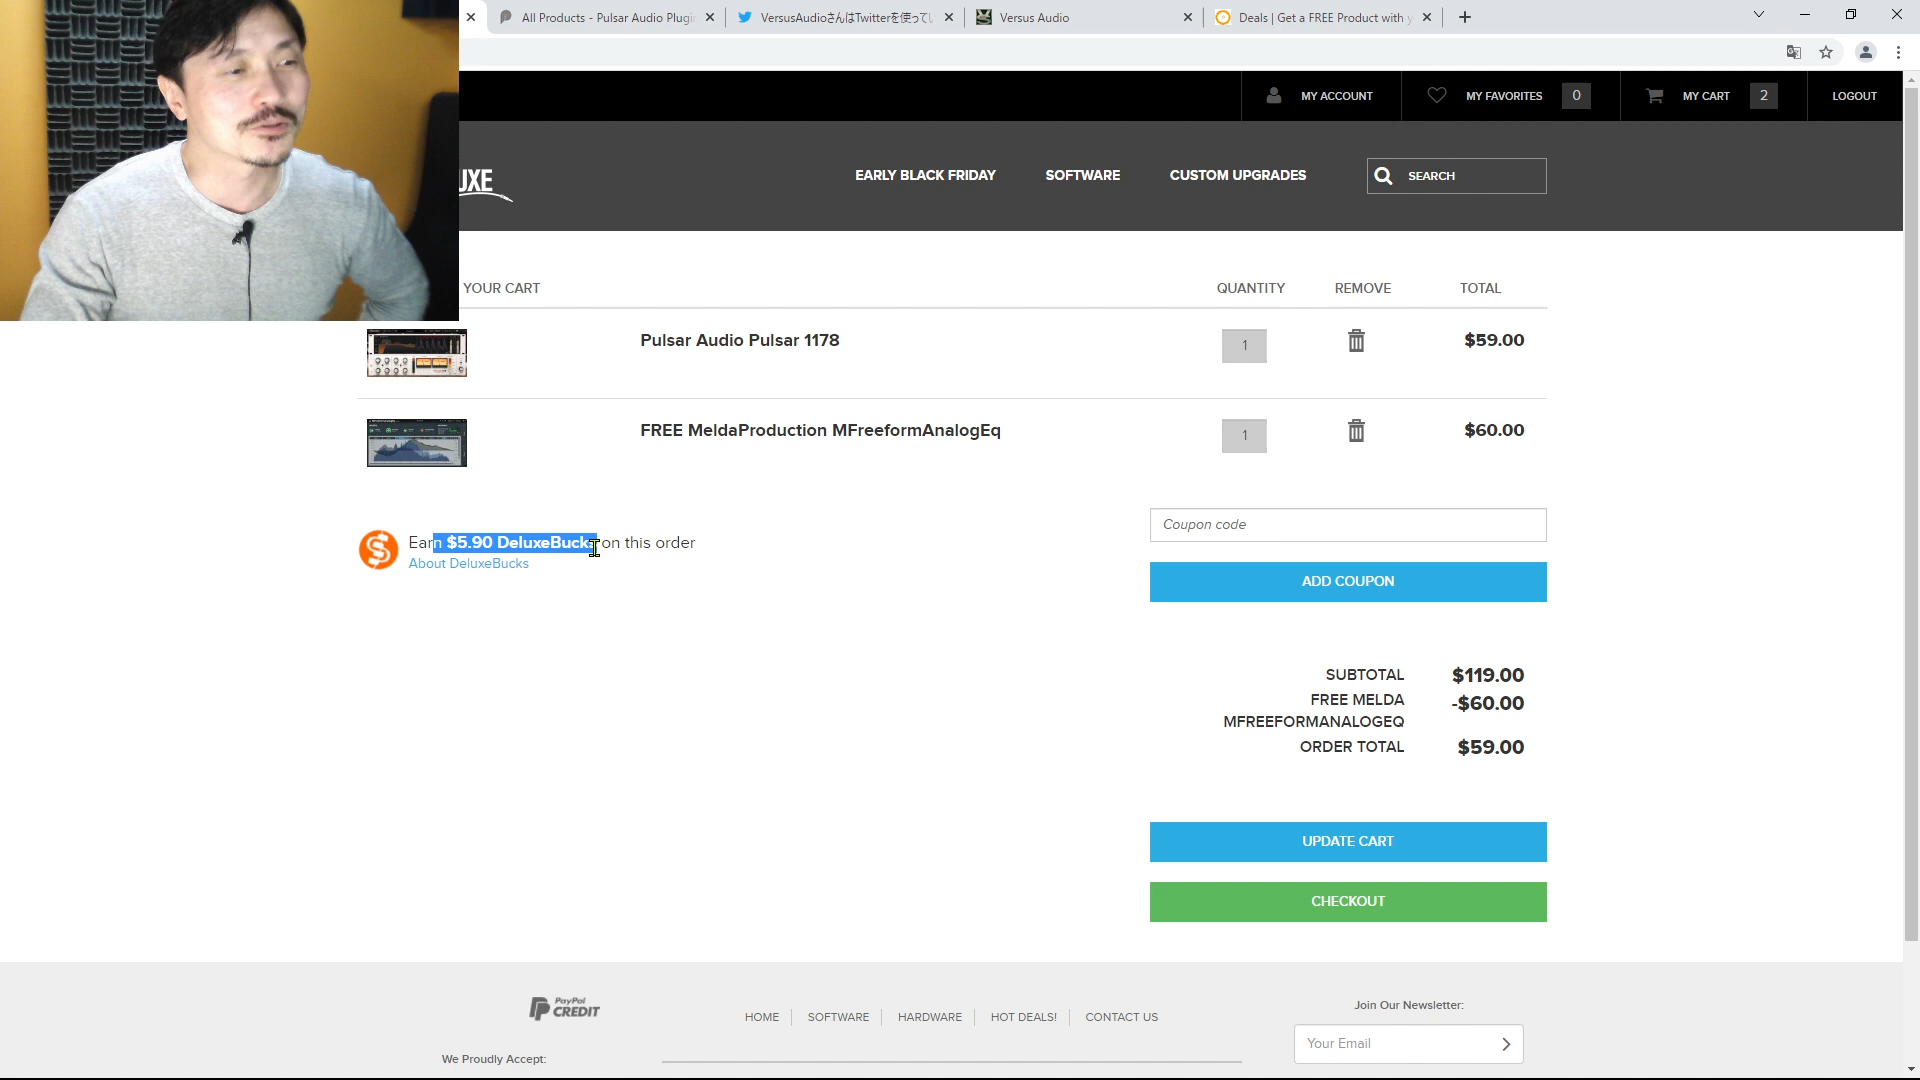 All Products - Pulsar Audio Plugin
VersusAudioさんはTwitterを使ってい
Versus Audio
Deals | Get a FREE Product with y
MY ACCOUNT
MY FAVORITES 0
MY CART 2
LOGOUT
UXE
EARLY BLACK FRIDAY
SOFTWARE
CUSTOM UPGRADES
SEARCH
YOUR CART QUANTITY REMOVE TOTAL
Pulsar Audio Pulsar 1178 1 $59.00
FREE MeldaProduction MFreeformAnalogEq 1 $60.00
Earn $5.90 DeluxeBucks on this order
About DeluxeBucks
Coupon code
ADD COUPON
SUBTOTAL $119.00
FREE MELDA -$60.00
MFREEFORMANALOGEQ
ORDER TOTAL $59.00
UPDATE CART
CHECKOUT
PayPal
CREDIT
HOME
SOFTWARE
HARDWARE
HOT DEALS!
CONTACT US
Join Our Newsletter:
Your Email
We Proudly Accept: